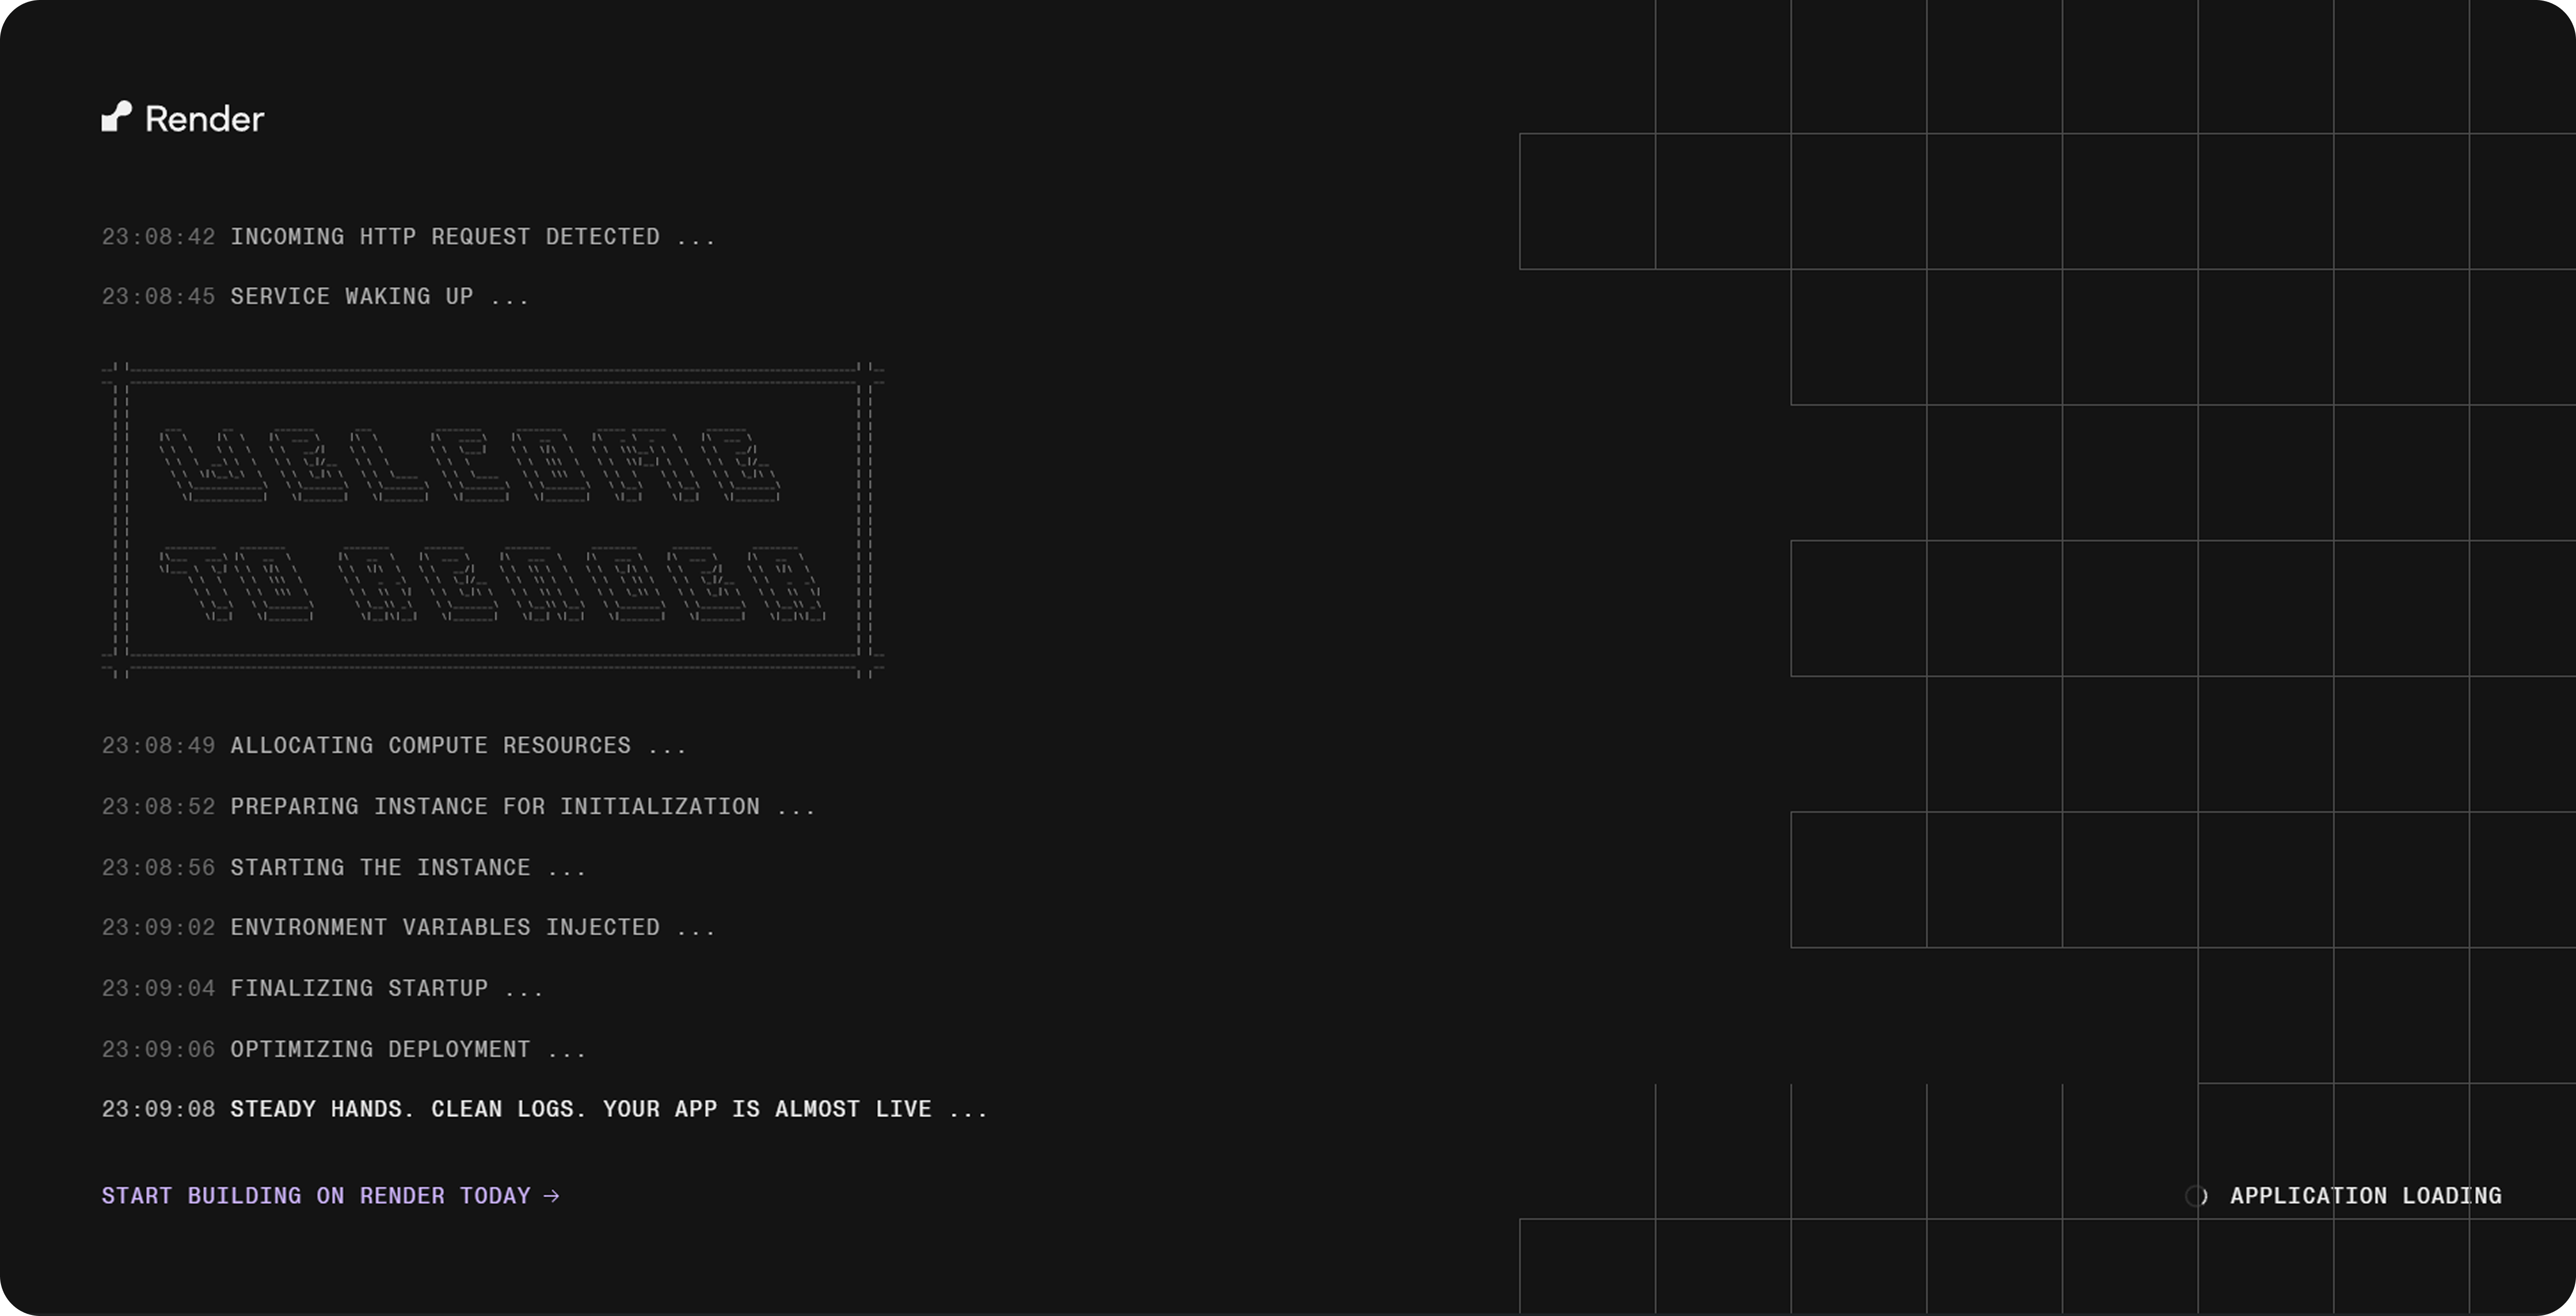 Render
23:08:42 INCOMING HTTP REQUEST DETECTED ...
23:08:45 SERVICE WAKING UP ...
WELCOME
TO RENDER
23:08:49 ALLOCATING COMPUTE RESOURCES ...
23:08:52 PREPARING INSTANCE FOR INITIALIZATION ...
23:08:56 STARTING THE INSTANCE ...
23:09:02 ENVIRONMENT VARIABLES INJECTED ...
23:09:04 FINALIZING STARTUP ...
23:09:06 OPTIMIZING DEPLOYMENT ...
23:09:08 STEADY HANDS. CLEAN LOGS. YOUR APP IS ALMOST LIVE ...
START BUILDING ON RENDER TODAY →
APPLICATION LOADING